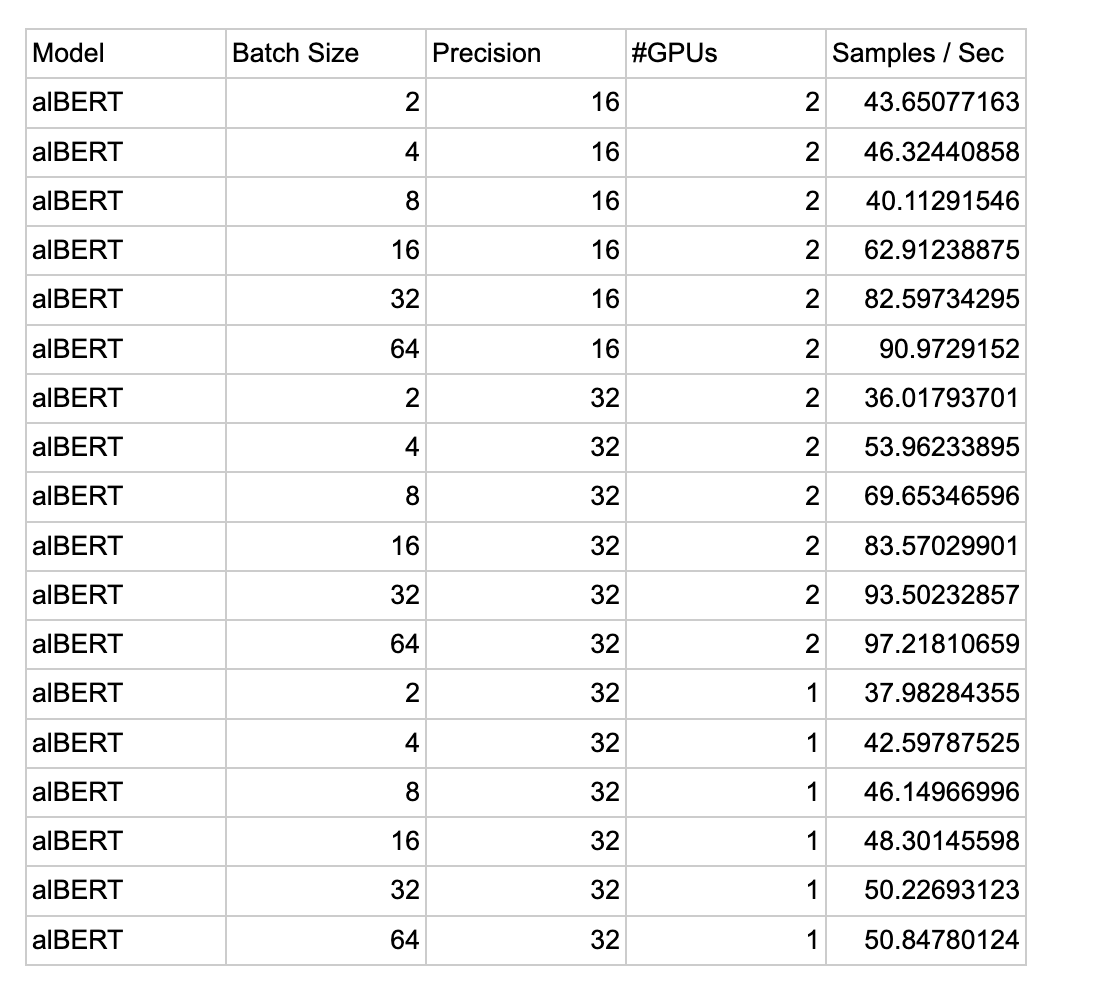 Model Batch Size Precision #GPUs Samples / Sec
alBERT 2 16 2 43.65077163
alBERT 4 16 2 46.32440858
alBERT 8 16 2 40.11291546
alBERT 16 16 2 62.91238875
alBERT 32 16 2 82.59734295
alBERT 64 16 2 90.9729152
alBERT 2 32 2 36.01793701
alBERT 4 32 2 53.96233895
alBERT 8 32 2 69.65346596
alBERT 16 32 2 83.57029901
alBERT 32 32 2 93.50232857
alBERT 64 32 2 97.21810659
alBERT 2 32 1 37.98284355
alBERT 4 32 1 42.59787525
alBERT 8 32 1 46.14966996
alBERT 16 32 1 48.30145598
alBERT 32 32 1 50.22693123
alBERT 64 32 1 50.84780124